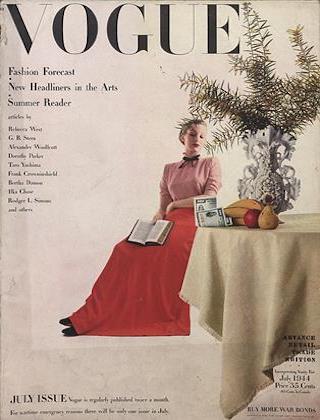 VOGUE
Fashion Forecast
New Headliners in the Arts
Summer Reader
articles by
Rebecca West
G. B. Stern
Alexander Woollcott
Dorothy Parker
Taro Yashima
Frank Crowninshield
Bertha Damon
Ilka Chase
Rodger L. Simons
and others
ADVANCE
RETAIL
TRADE
EDITION
Incorporating Vanity Fair
July 1944
Price 35 Cents
JULY ISSUE Vogue is regularly published twice a month.
For wartime emergency reasons there will be only one issue in July.
BUY MORE WAR BONDS